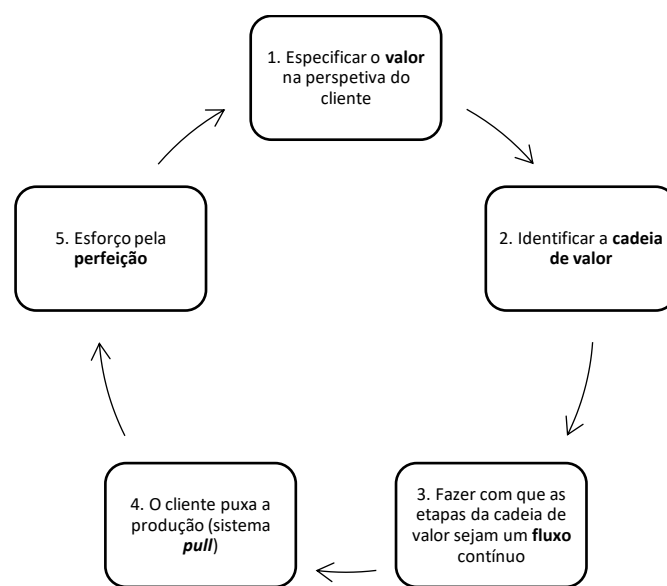 1. Especificar o valor
na perspetiva do
cliente
2. Identificar a cadeia
de valor
3. Fazer com que as
etapas da cadeia de
valor sejam um fluxo
contínuo
4. O cliente puxa a
produção (sistema
pull)
5. Esforço pela
perfeição